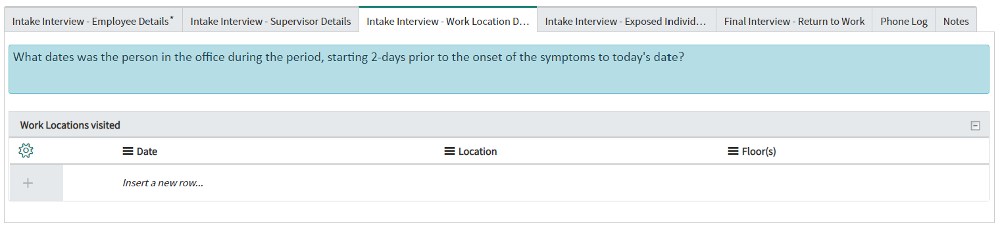 Intake Interview - Employee Details*
Intake Interview - Supervisor Details
Intake Interview - Work Location D...
Intake Interview - Exposed Individ...
Final Interview - Return to Work
Phone Log
Notes
What dates was the person in the office during the period, starting 2-days prior to the onset of the symptoms to today's date?
Work Locations visited
Date
Location
Floor(s)
Insert a new row...